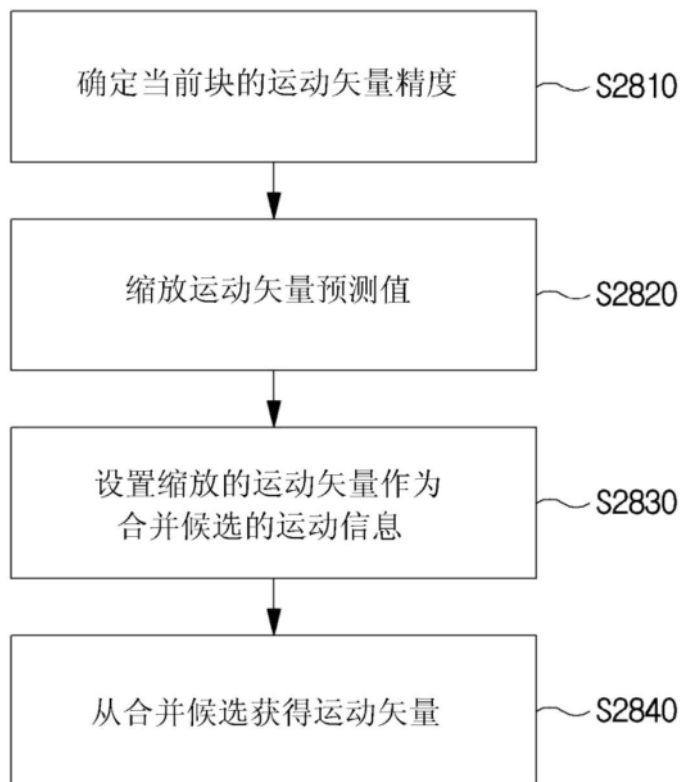 确定当前块的运动矢量精度
S2810
缩放运动矢量预测值
S2820
设置缩放的运动矢量作为
合并候选的运动信息
S2830
从合并候选获得运动矢量
S2840